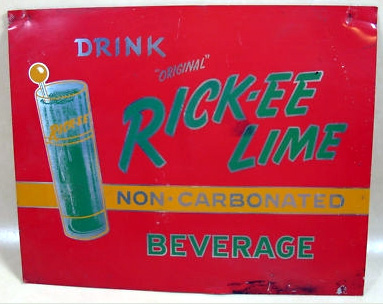 DRINK
"ORIGINAL"
RICK-EE
LIME
NON-CARBONATED
BEVERAGE